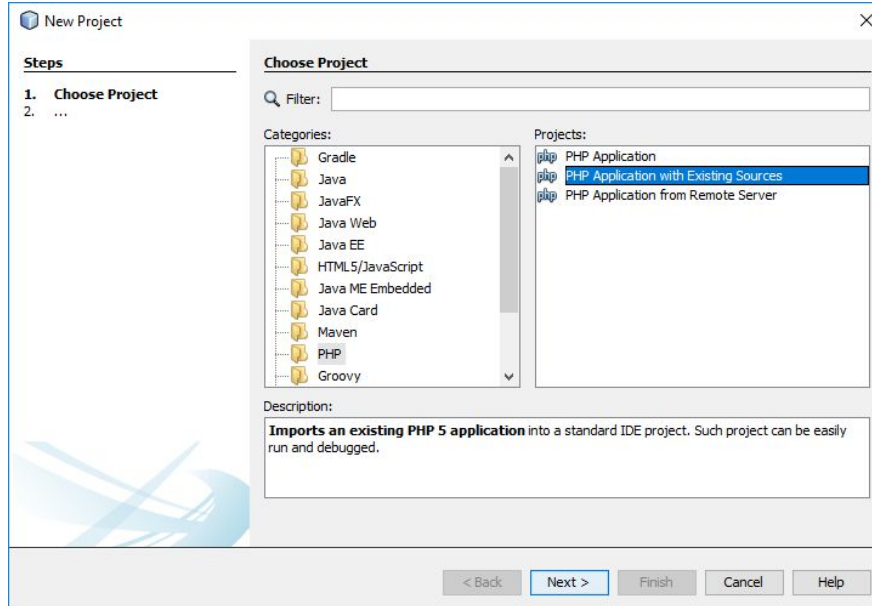 New Project
Steps
1. Choose Project
2. ...
Choose Project
Filter:
Categories:
Gradle
Java
JavaFX
Java Web
Java EE
HTML5/JavaScript
Java ME Embedded
Java Card
Maven
PHP
Groovy
Projects:
php PHP Application
php PHP Application with Existing Sources
php PHP Application from Remote Server
Description:
Imports an existing PHP 5 application into a standard IDE project. Such project can be easily
run and debugged.
< Back Next > Finish Cancel Help